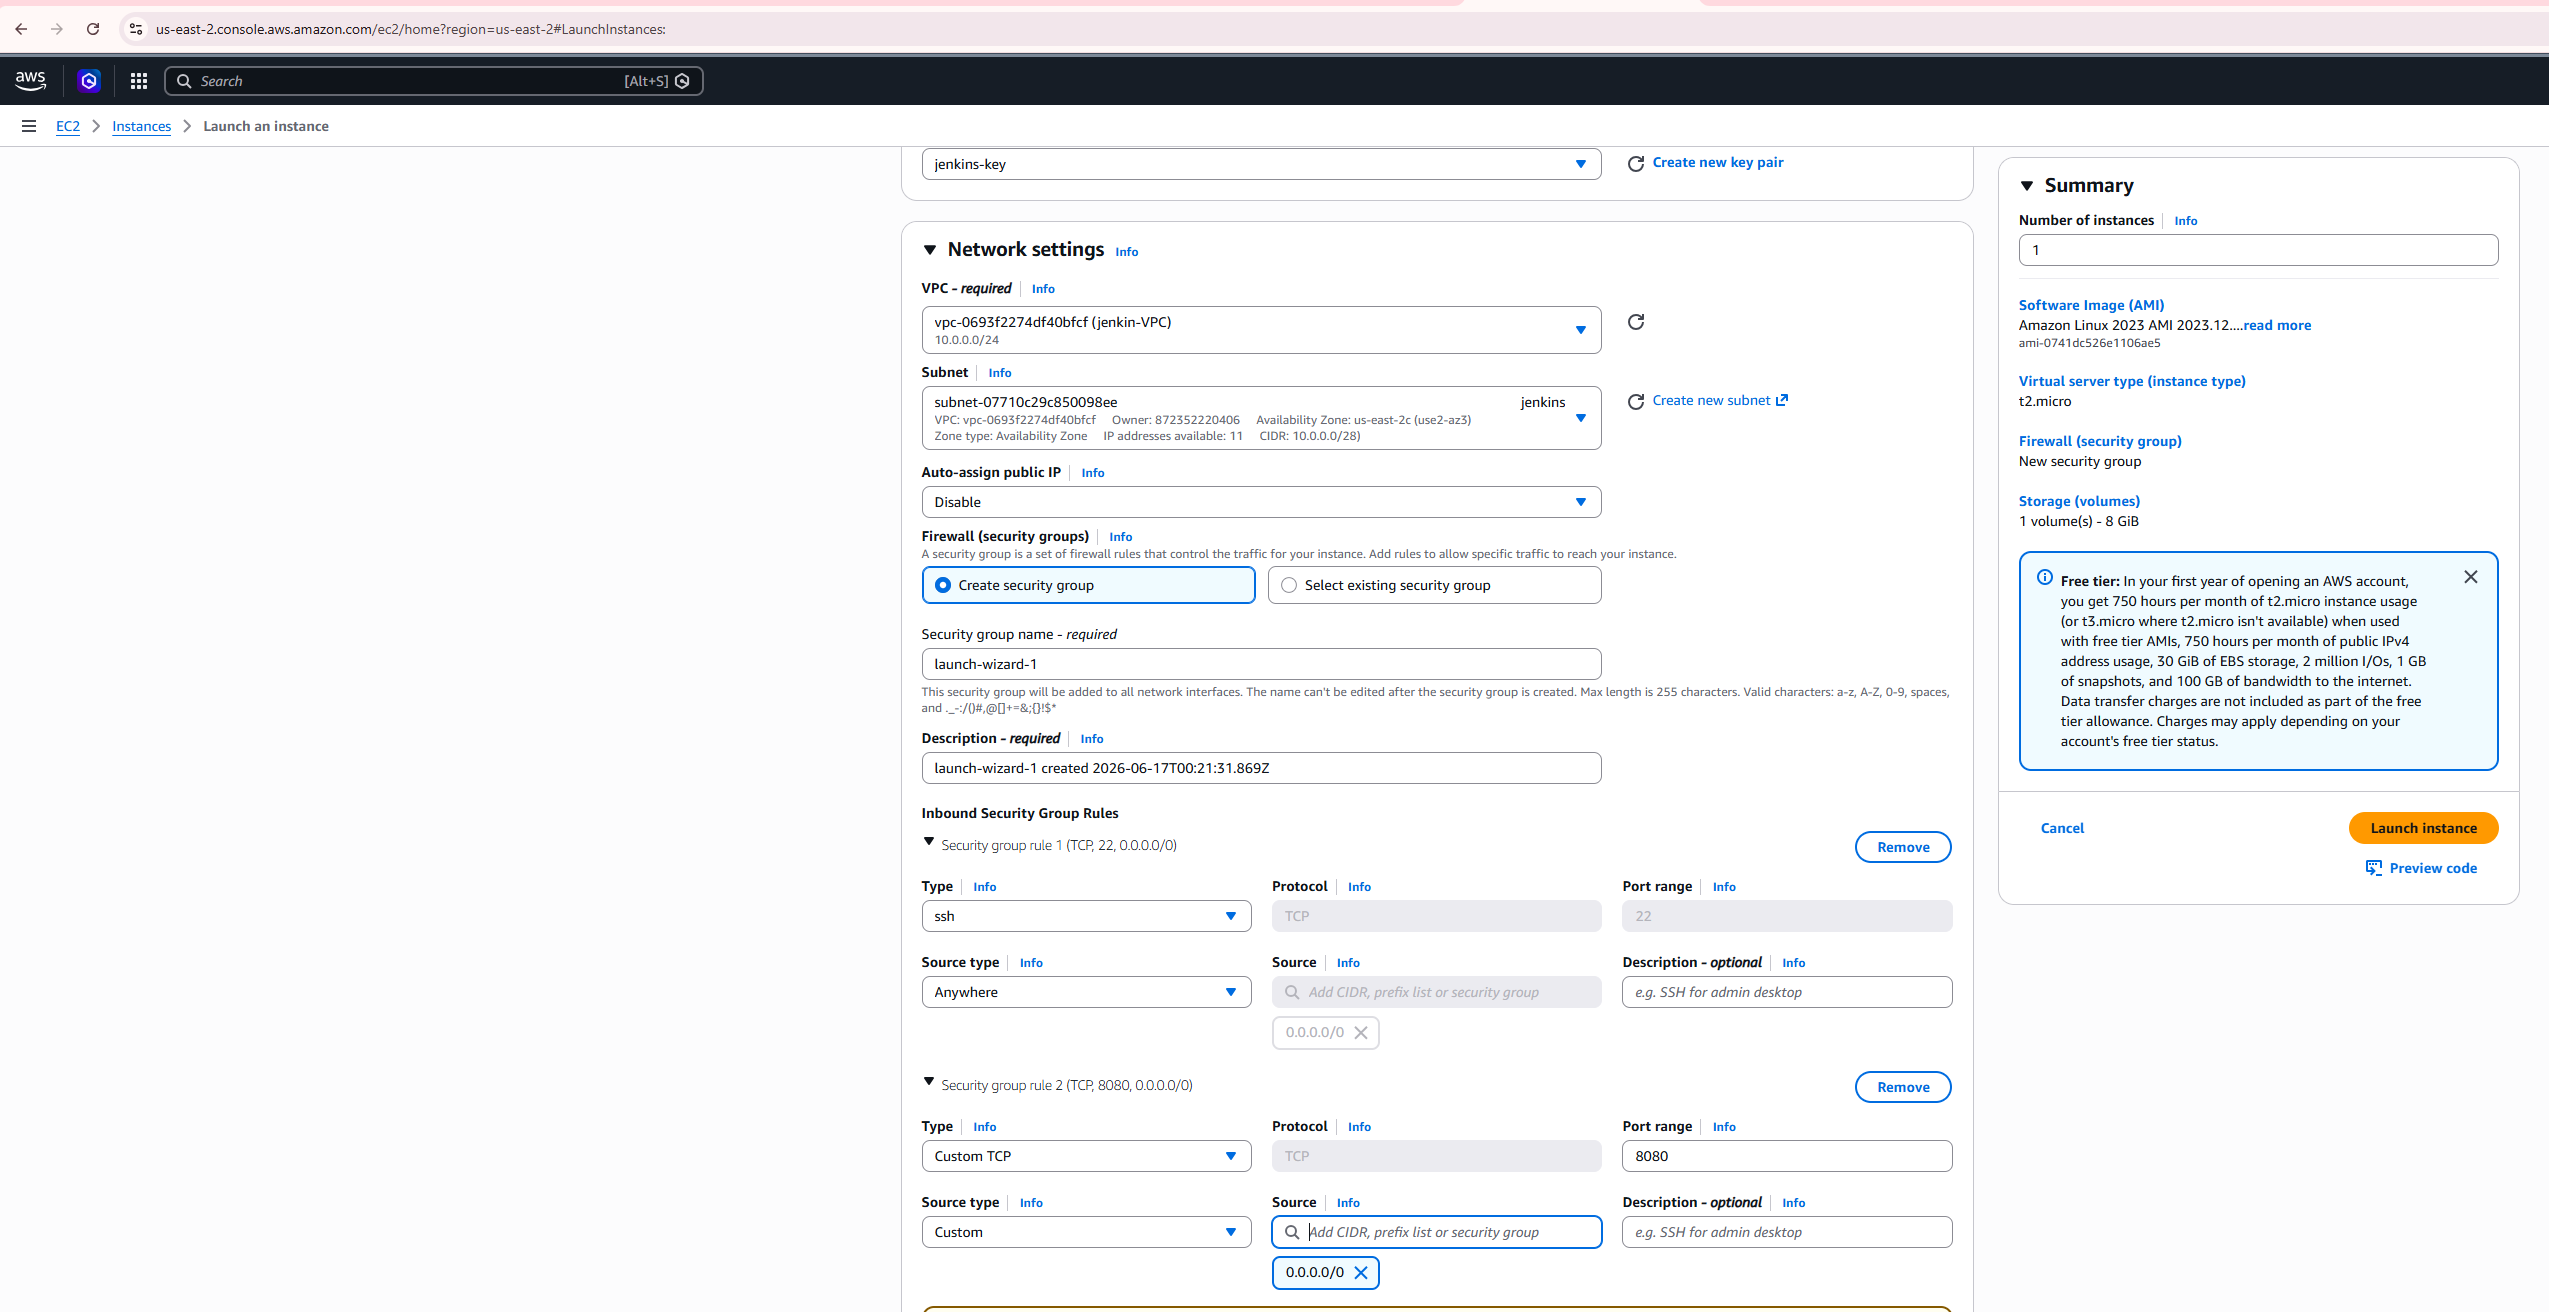 us-east-2.console.aws.amazon.com/ec2/home?region=us-east-2#LaunchInstances:
aws
Search
[Alt+S]
EC2 > Instances > Launch an instance
jenkins-key
Create new key pair
Network settings Info
VPC - required Info
vpc-0693f2274df40bfcf (jenkin-VPC)
10.0.0.0/24
Subnet Info
subnet-07710c29c850098ee jenkins
VPC: vpc-0693f2274df40bfcf Owner: 872352220406 Availability Zone: us-east-2c (use2-az3)
Zone type: Availability Zone IP addresses available: 11 CIDR: 10.0.0.0/28)
Create new subnet
Auto-assign public IP Info
Disable
Firewall (security groups) Info
A security group is a set of firewall rules that control the traffic for your instance. Add rules to allow specific traffic to reach your instance.
Create security group
Select existing security group
Security group name - required
launch-wizard-1
This security group will be added to all network interfaces. The name can't be edited after the security group is created. Max length is 255 characters. Valid characters: a-z, A-Z, 0-9, spaces,
and ._-:/()#,@[]+=&;{}!$*
Description - required Info
launch-wizard-1 created 2026-06-17T00:21:31.869Z
Inbound Security Group Rules
Security group rule 1 (TCP, 22, 0.0.0.0/0)
Remove
Type Info
Protocol Info
Port range Info
ssh
TCP
22
Source type Info
Source Info
Description - optional Info
Anywhere
Add CIDR, prefix list or security group
e.g. SSH for admin desktop
0.0.0.0/0
Security group rule 2 (TCP, 8080, 0.0.0.0/0)
Remove
Type Info
Protocol Info
Port range Info
Custom TCP
TCP
8080
Source type Info
Source Info
Description - optional Info
Custom
Add CIDR, prefix list or security group
e.g. SSH for admin desktop
0.0.0.0/0
Summary
Number of instances Info
1
Software Image (AMI)
Amazon Linux 2023 AMI 2023.12....read more
ami-0741dc526e1106ae5
Virtual server type (instance type)
t2.micro
Firewall (security group)
New security group
Storage (volumes)
1 volume(s) - 8 GiB
Free tier: In your first year of opening an AWS account,
you get 750 hours per month of t2.micro instance usage
(or t3.micro where t2.micro isn't available) when used
with free tier AMIs, 750 hours per month of public IPv4
address usage, 30 GiB of EBS storage, 2 million I/Os, 1 GB
of snapshots, and 100 GB of bandwidth to the internet.
Data transfer charges are not included as part of the free
tier allowance. Charges may apply depending on your
account's free tier status.
Cancel
Launch instance
Preview code